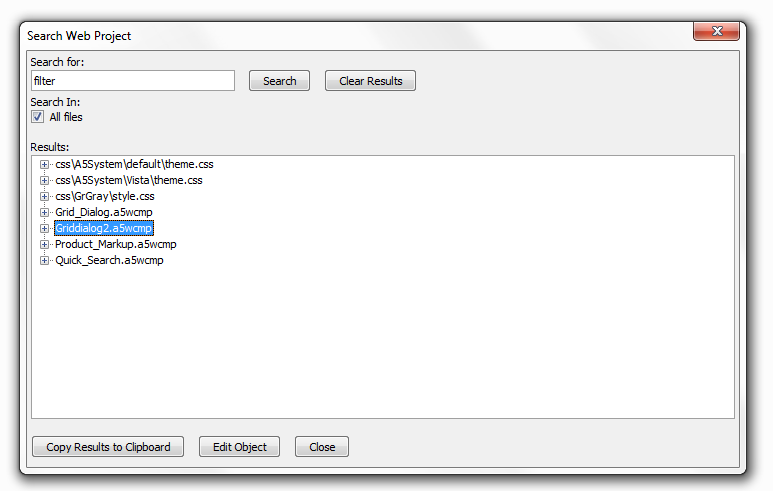 Search Web Project
Search for:
filter
Search
Clear Results
Search In:
All files
Results:
css\A5System\default\theme.css
css\A5System\Vista\theme.css
css\GrGray\style.css
Grid_Dialog.a5wcmp
Griddialog2.a5wcmp
Product_Markup.a5wcmp
Quick_Search.a5wcmp
Copy Results to Clipboard
Edit Object
Close